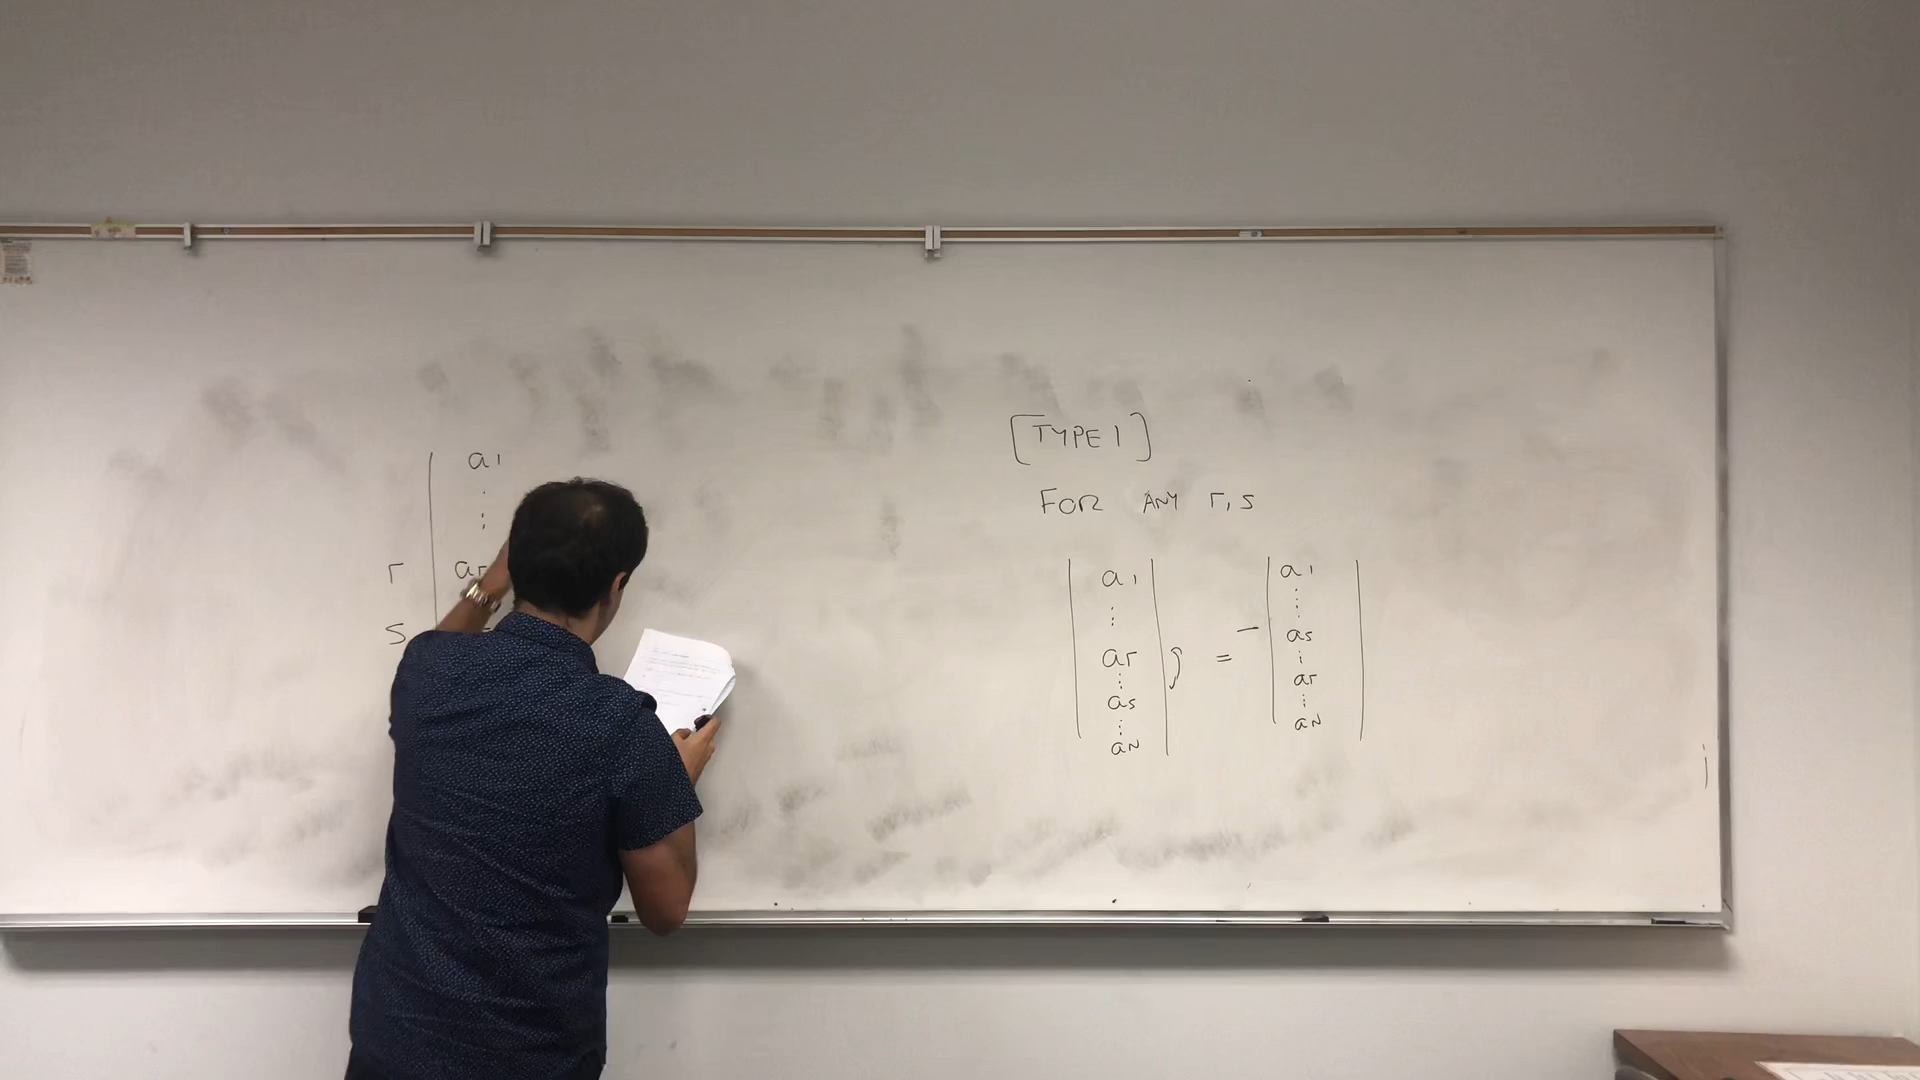 a1
⋮
r ar
s
[TYPE 1]
FOR ANY r, s
| a1 ⋮ ar ⋮ as ⋮ aN | = - | a1 ⋮ as ⋮ ar ⋮ aN |